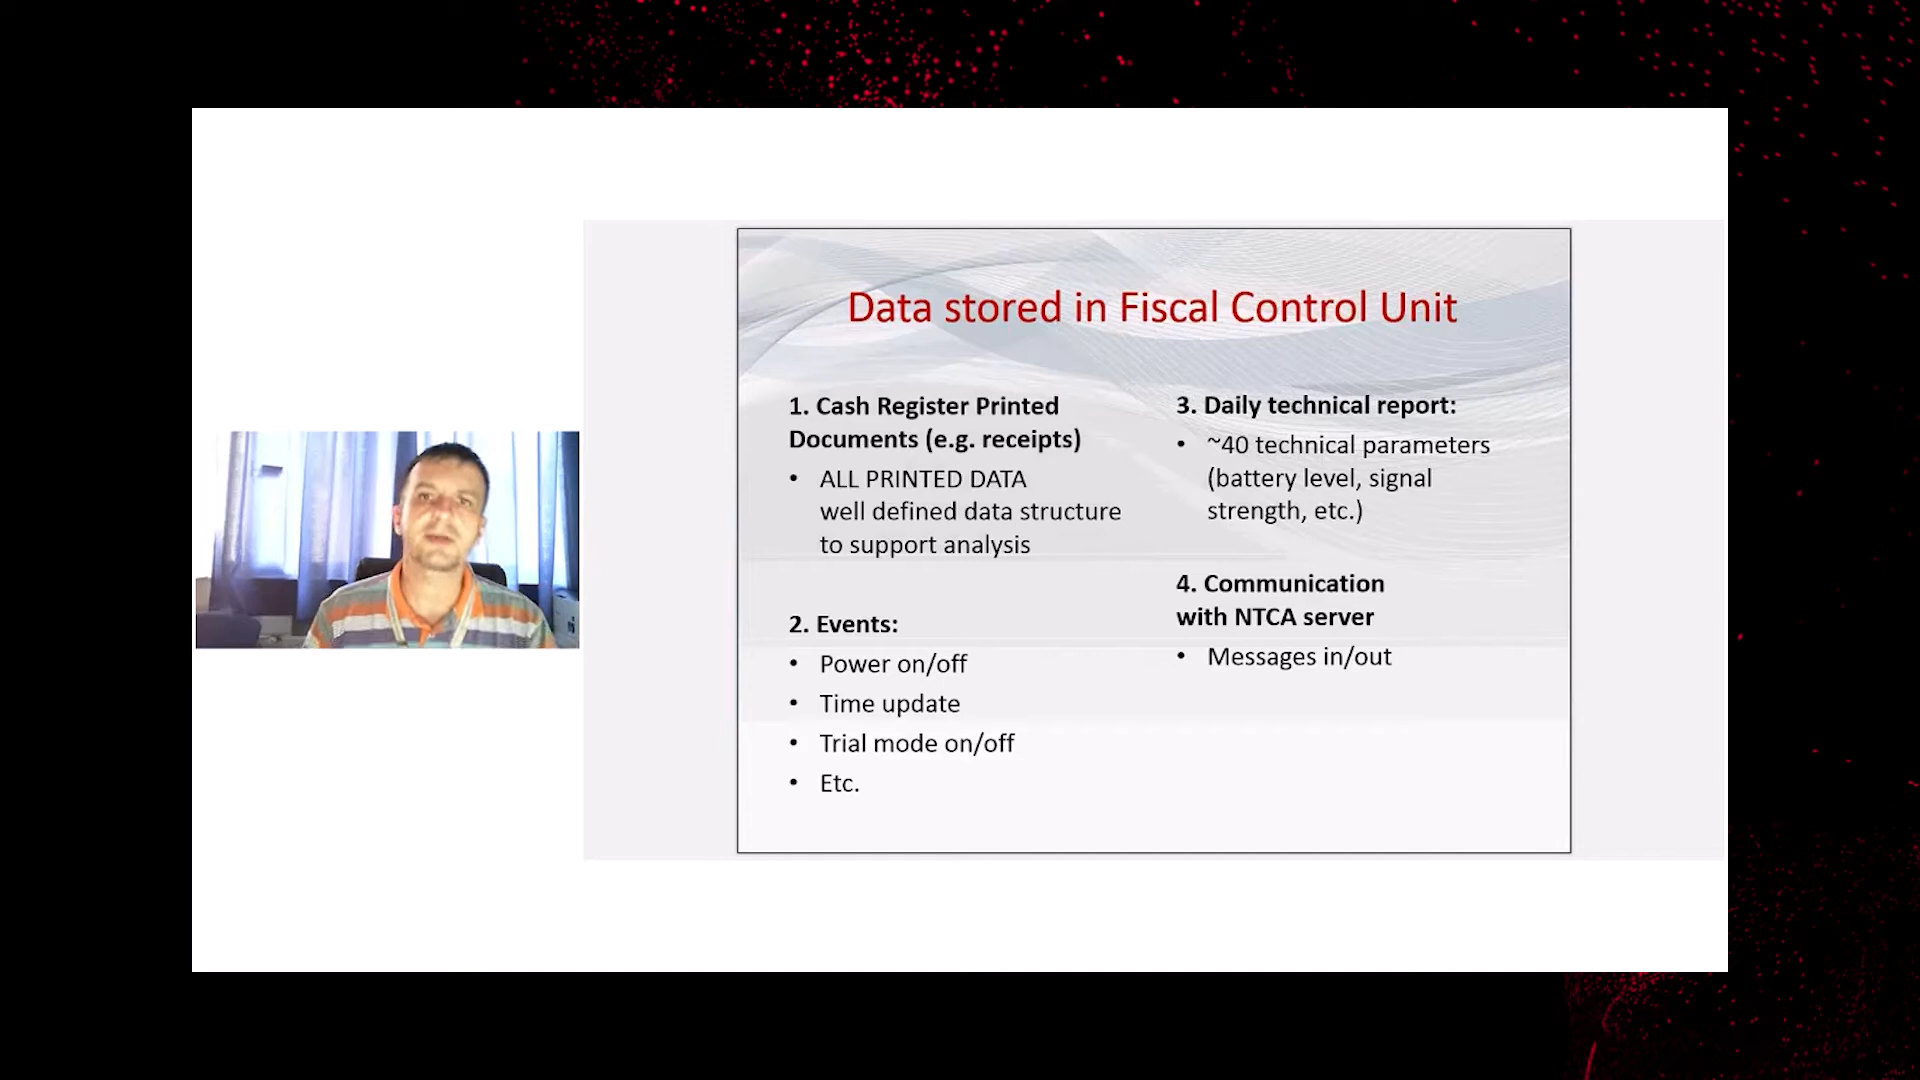 Data stored in Fiscal Control Unit
1. Cash Register Printed
Documents (e.g. receipts)
• ALL PRINTED DATA
well defined data structure
to support analysis
2. Events:
• Power on/off
• Time update
• Trial mode on/off
• Etc.
3. Daily technical report:
• ~40 technical parameters
(battery level, signal
strength, etc.)
4. Communication
with NTCA server
• Messages in/out